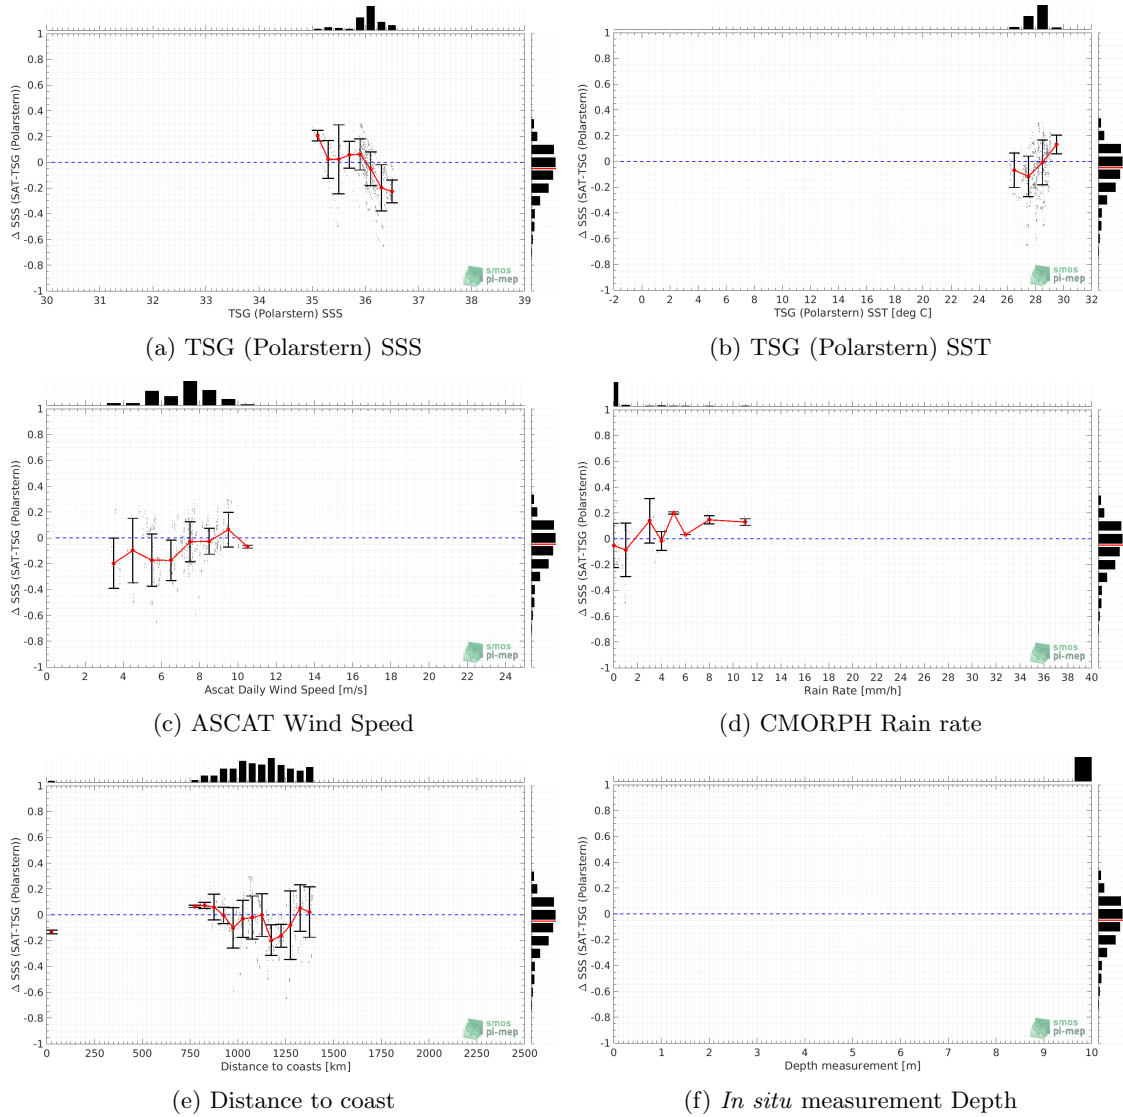 1
0.8
0.6
0.4
0.2
0
-0.2
-0.4
-0.6
-0.8
-1
Δ SSS (SAT-TSG (Polarstern))
smos
pi-mep
30 31 32 33 34 35 36 37 38 39
TSG (Polarstern) SSS
(a) TSG (Polarstern) SSS
1
0.8
0.6
0.4
0.2
0
-0.2
-0.4
-0.6
-0.8
-1
Δ SSS (SAT-TSG (Polarstern))
smos
pi-mep
-2 0 2 4 6 8 10 12 14 16 18 20 22 24 26 28 30 32
TSG (Polarstern) SST [deg C]
(b) TSG (Polarstern) SST
1
0.8
0.6
0.4
0.2
0
-0.2
-0.4
-0.6
-0.8
-1
Δ SSS (SAT-TSG (Polarstern))
smos
pi-mep
0 2 4 6 8 10 12 14 16 18 20 22 24
Ascat Daily Wind Speed [m/s]
(c) ASCAT Wind Speed
1
0.8
0.6
0.4
0.2
0
-0.2
-0.4
-0.6
-0.8
-1
Δ SSS (SAT-TSG (Polarstern))
smos
pi-mep
0 2 4 6 8 10 12 14 16 18 20 22 24 26 28 30 32 34 36 38 40
Rain Rate [mm/h]
(d) CMORPH Rain rate
1
0.8
0.6
0.4
0.2
0
-0.2
-0.4
-0.6
-0.8
-1
Δ SSS (SAT-TSG (Polarstern))
smos
pi-mep
0 250 500 750 1000 1250 1500 1750 2000 2250 2500
Distance to coasts [km]
(e) Distance to coast
1
0.8
0.6
0.4
0.2
0
-0.2
-0.4
-0.6
-0.8
-1
Δ SSS (SAT-TSG (Polarstern))
smos
pi-mep
0 1 2 3 4 5 6 7 8 9 10
Depth measurement [m]
(f) In situ measurement Depth